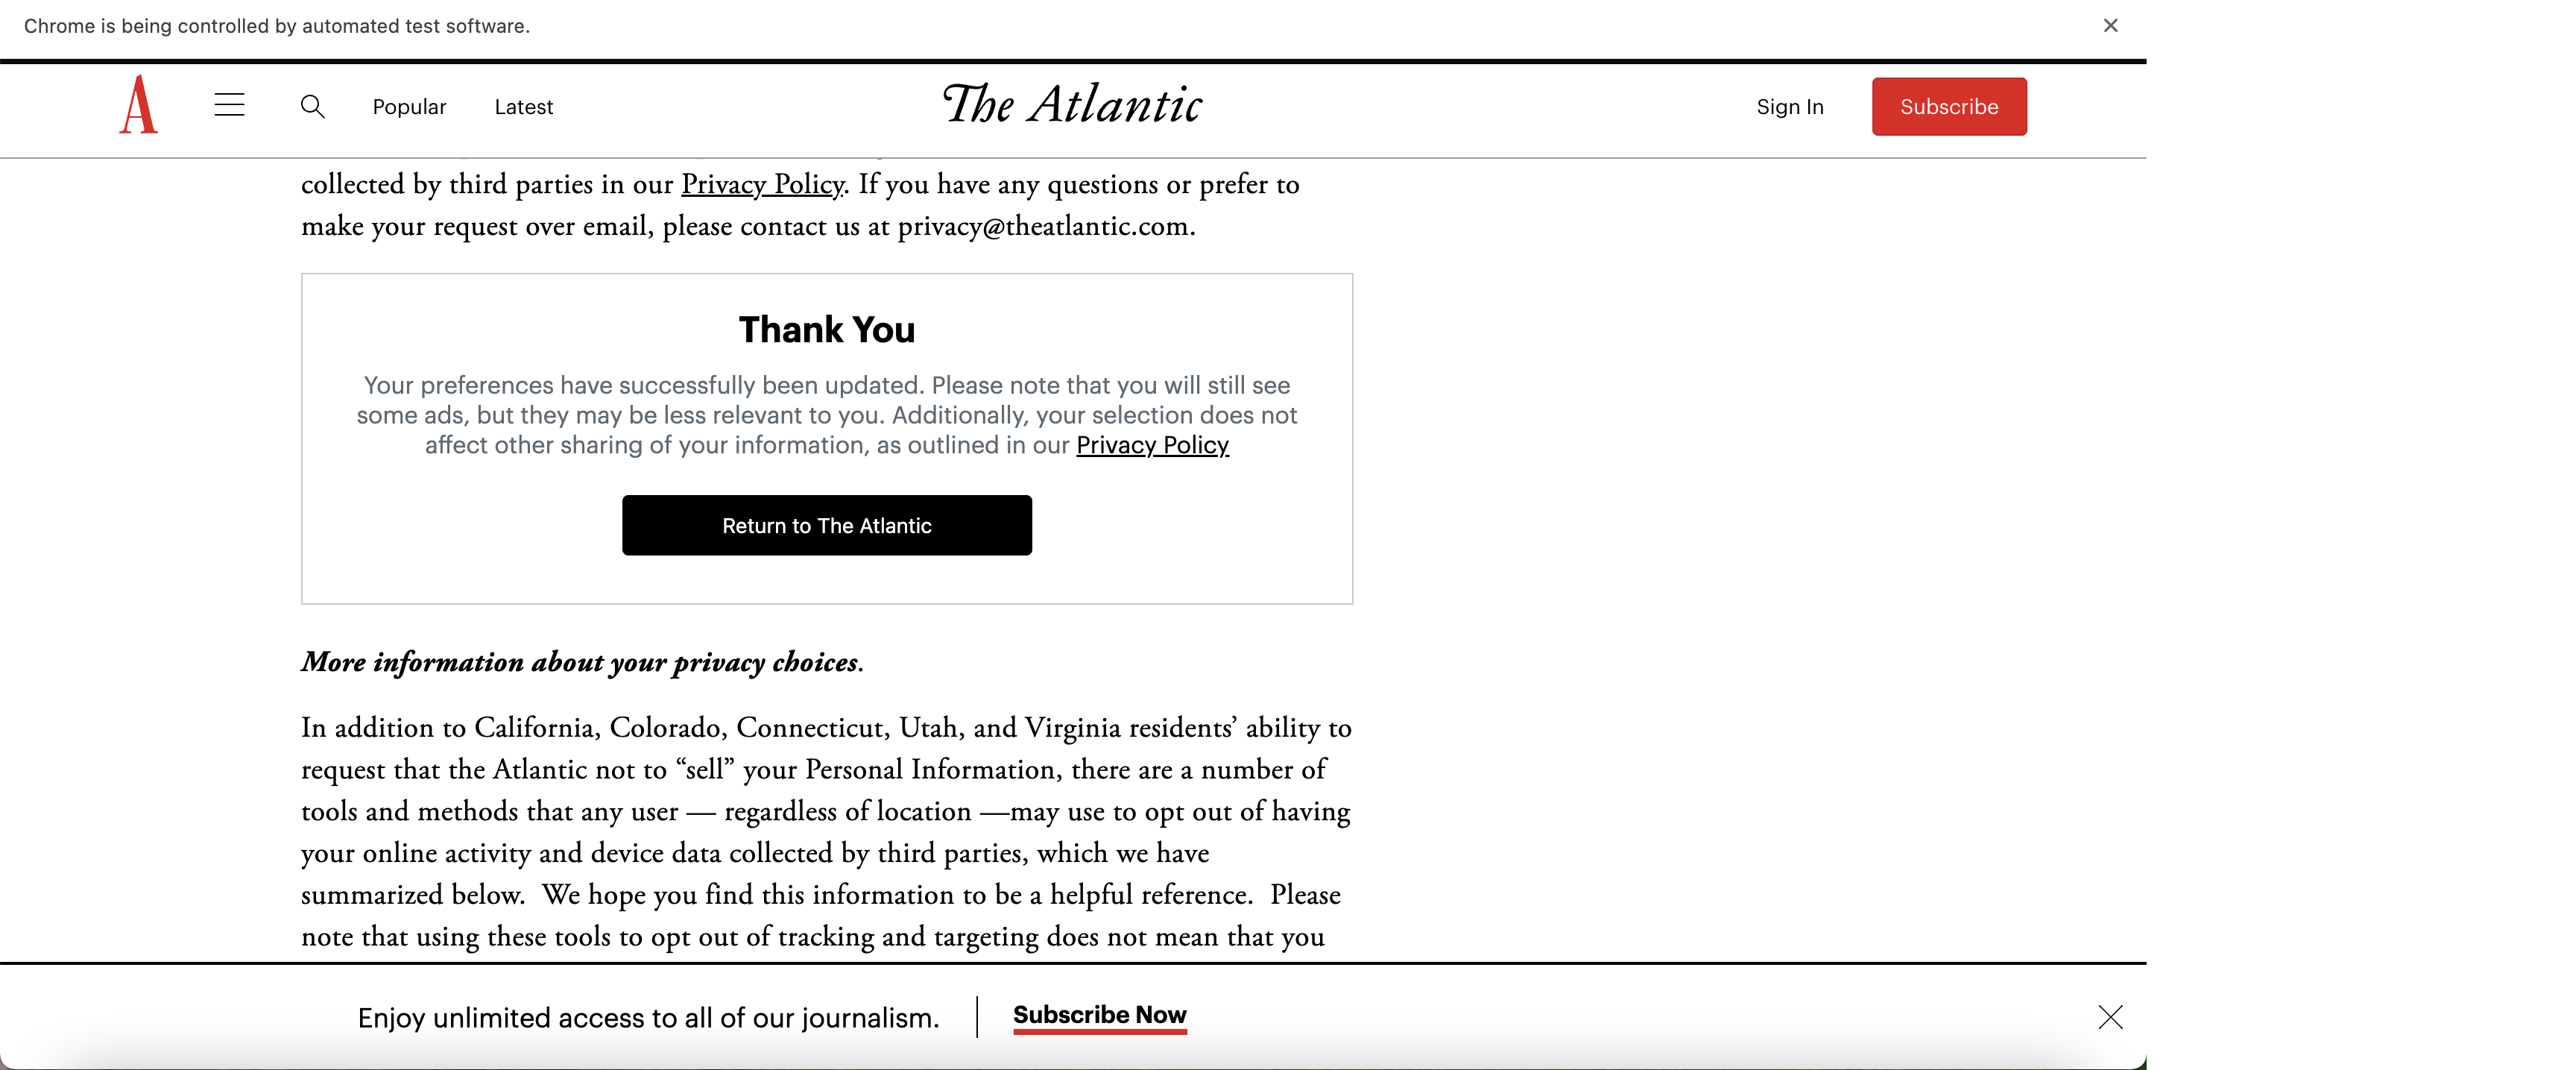 Chrome is being controlled by automated test software.
A
Popular
Latest
The Atlantic
Sign In
Subscribe
collected by third parties in our Privacy Policy. If you have any questions or prefer to
make your request over email, please contact us at privacy@theatlantic.com.
Thank You
Your preferences have successfully been updated. Please note that you will still see
some ads, but they may be less relevant to you. Additionally, your selection does not
affect other sharing of your information, as outlined in our Privacy Policy
Return to The Atlantic
More information about your privacy choices.
In addition to California, Colorado, Connecticut, Utah, and Virginia residents’ ability to
request that the Atlantic not to “sell” your Personal Information, there are a number of
tools and methods that any user — regardless of location —may use to opt out of having
your online activity and device data collected by third parties, which we have
summarized below.  We hope you find this information to be a helpful reference.  Please
note that using these tools to opt out of tracking and targeting does not mean that you
Enjoy unlimited access to all of our journalism.
Subscribe Now